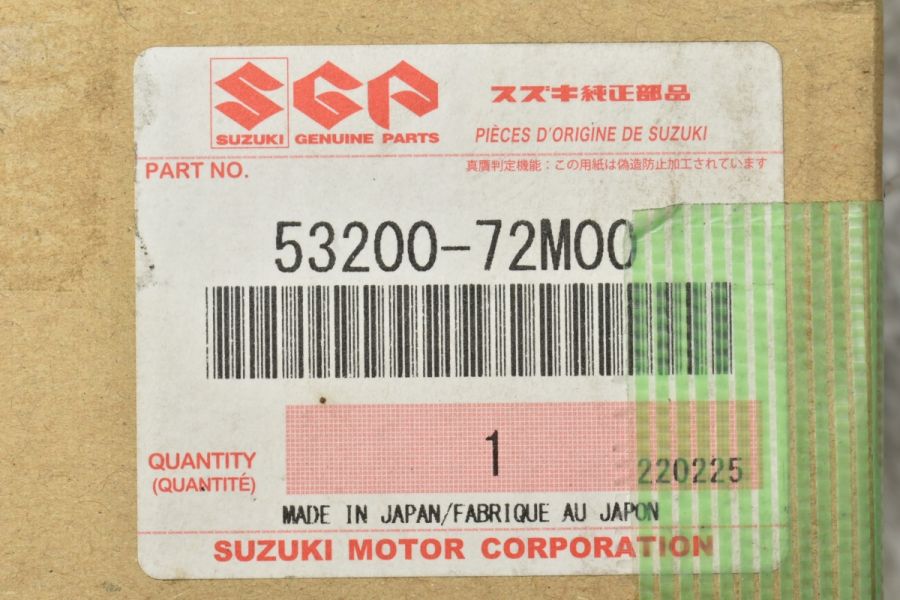 SGP スズキ純正部品
SUZUKI GENUINE PARTS PIÈCES D'ORIGINE DE SUZUKI
PART NO. 真贋判定機能：この用紙は偽造防止加工されています
53200-72M00
1
QUANTITY
(QUANTITÉ)
220225
MADE IN JAPAN/FABRIQUE AU JAPON
SUZUKI MOTOR CORPORATION